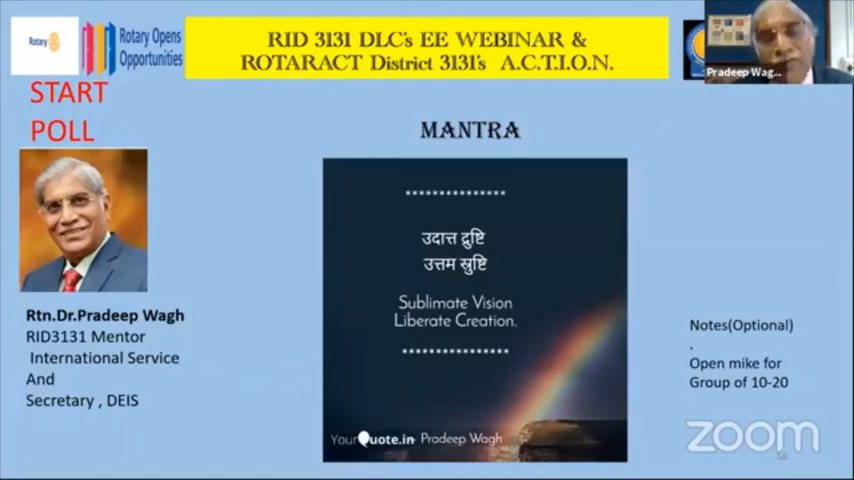 Rotary
Rotary Opens
Opportunities
RID 3131 DLC's EE WEBINAR &
ROTARACT District 3131's A.C.T.I.O.N.
Pradeep Wag...
START
POLL
MANTRA
***************
उदात्त द्रुष्टि
उत्तम स्रुष्टि
Sublimate Vision
Liberate Creation.
****************
YourQuote.in Pradeep Wagh
Rtn.Dr.Pradeep Wagh
RID3131 Mentor
International Service
And
Secretary , DEIS
Notes(Optional)
.
Open mike for
Group of 10-20
zoom